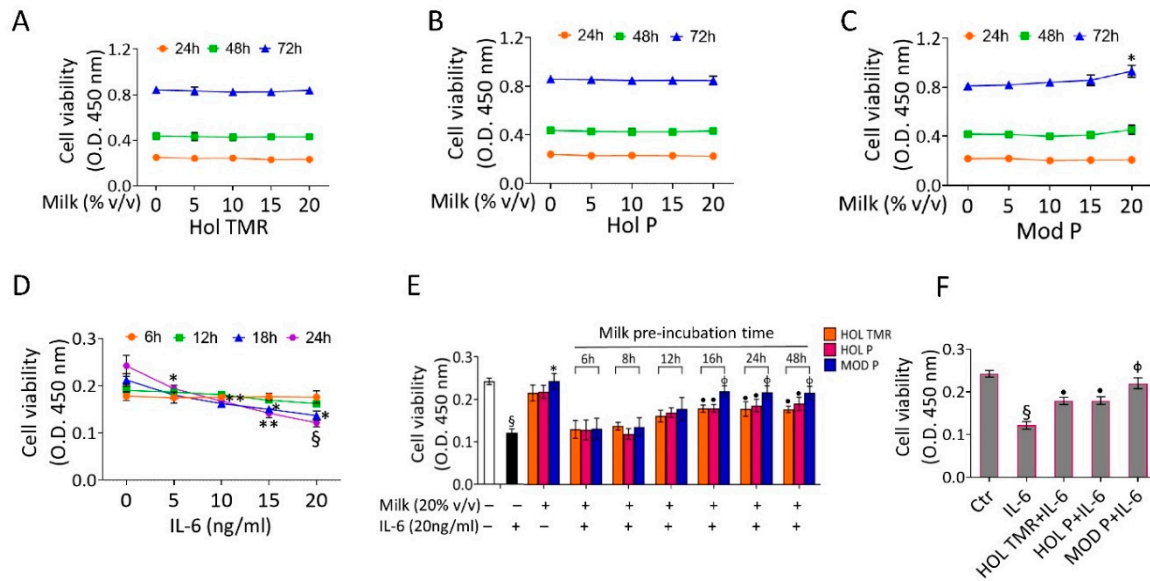 A
24h 48h 72h
Cell viability
(O.D. 450 nm)
1.2
0.8
0.4
0.0
Milk (% v/v) 0 5 10 15 20
Hol TMR
B
24h 48h 72h
Cell viability
(O.D. 450 nm)
1.2
0.8
0.4
0.0
Milk (% v/v) 0 5 10 15 20
Hol P
C
24h 48h 72h
Cell viability
(O.D. 450 nm)
1.2
0.8
0.4
0.0
*
Milk (% v/v) 0 5 10 15 20
Mod P
D
6h 12h 18h 24h
Cell viability
(O.D. 450 nm)
0.3
0.2
0.1
0.0
* ** * ** * §
0 5 10 15 20
IL-6 (ng/ml)
E
Milk pre-incubation time
6h 8h 12h 16h 24h 48h
HOL TMR
HOL P
MOD P
Cell viability
(O.D. 450 nm)
0.3
0.2
0.1
0.0
§ * • • ϕ • • ϕ • • ϕ
Milk (20% v/v) − − + + + + + + +
IL-6 (20ng/ml) − + − + + + + + +
F
Cell viability
(O.D. 450 nm)
0.3
0.2
0.1
0.0
§ • • ϕ
Ctr
IL-6
HOL TMR+IL-6
HOL P+IL-6
MOD P+IL-6